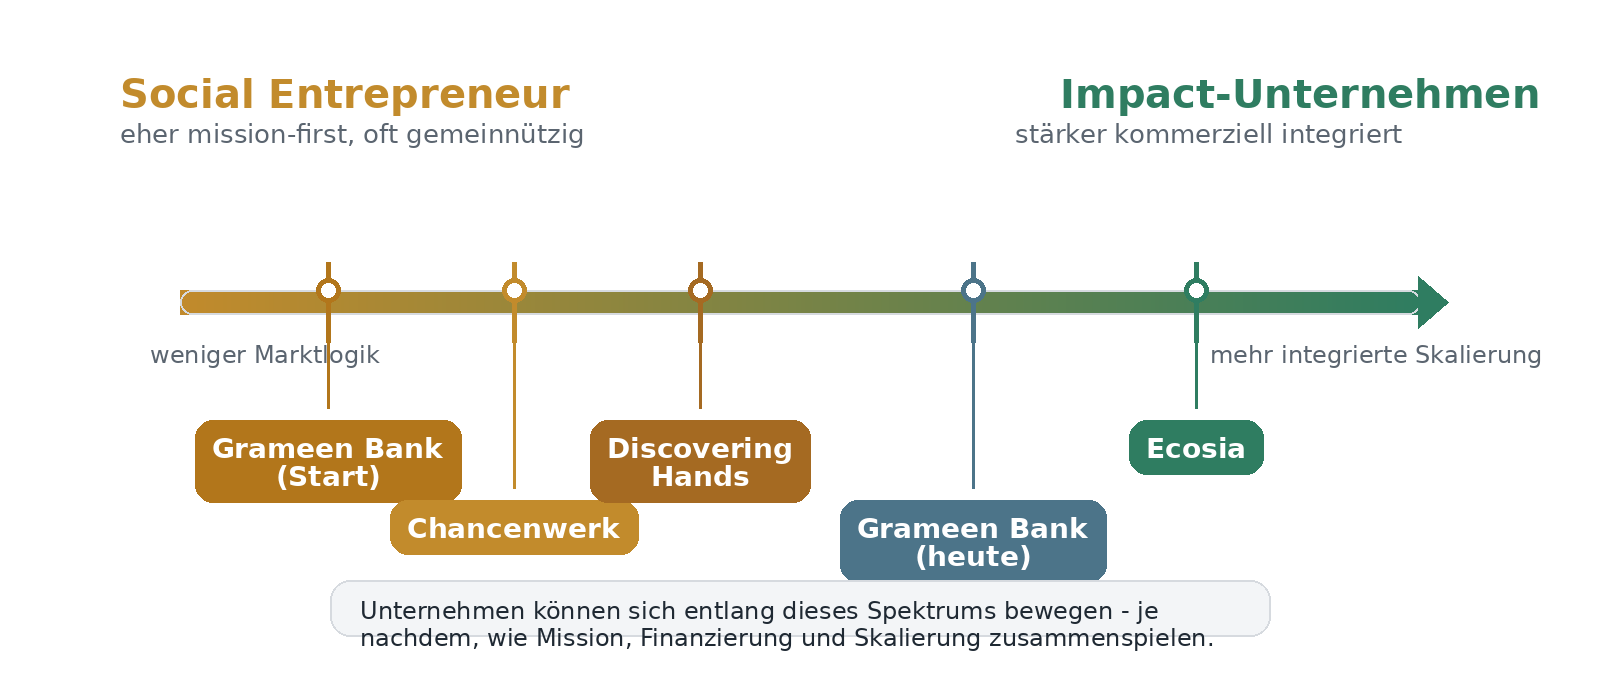 Social Entrepreneur
eher mission-first, oft gemeinnützig
Impact-Unternehmen
stärker kommerziell integriert
weniger Marktlogik
mehr integrierte Skalierung
Grameen Bank
(Start)
Chancenwerk
Discovering
Hands
Grameen Bank
(heute)
Ecosia
Unternehmen können sich entlang dieses Spektrums bewegen - je
nachdem, wie Mission, Finanzierung und Skalierung zusammenspielen.